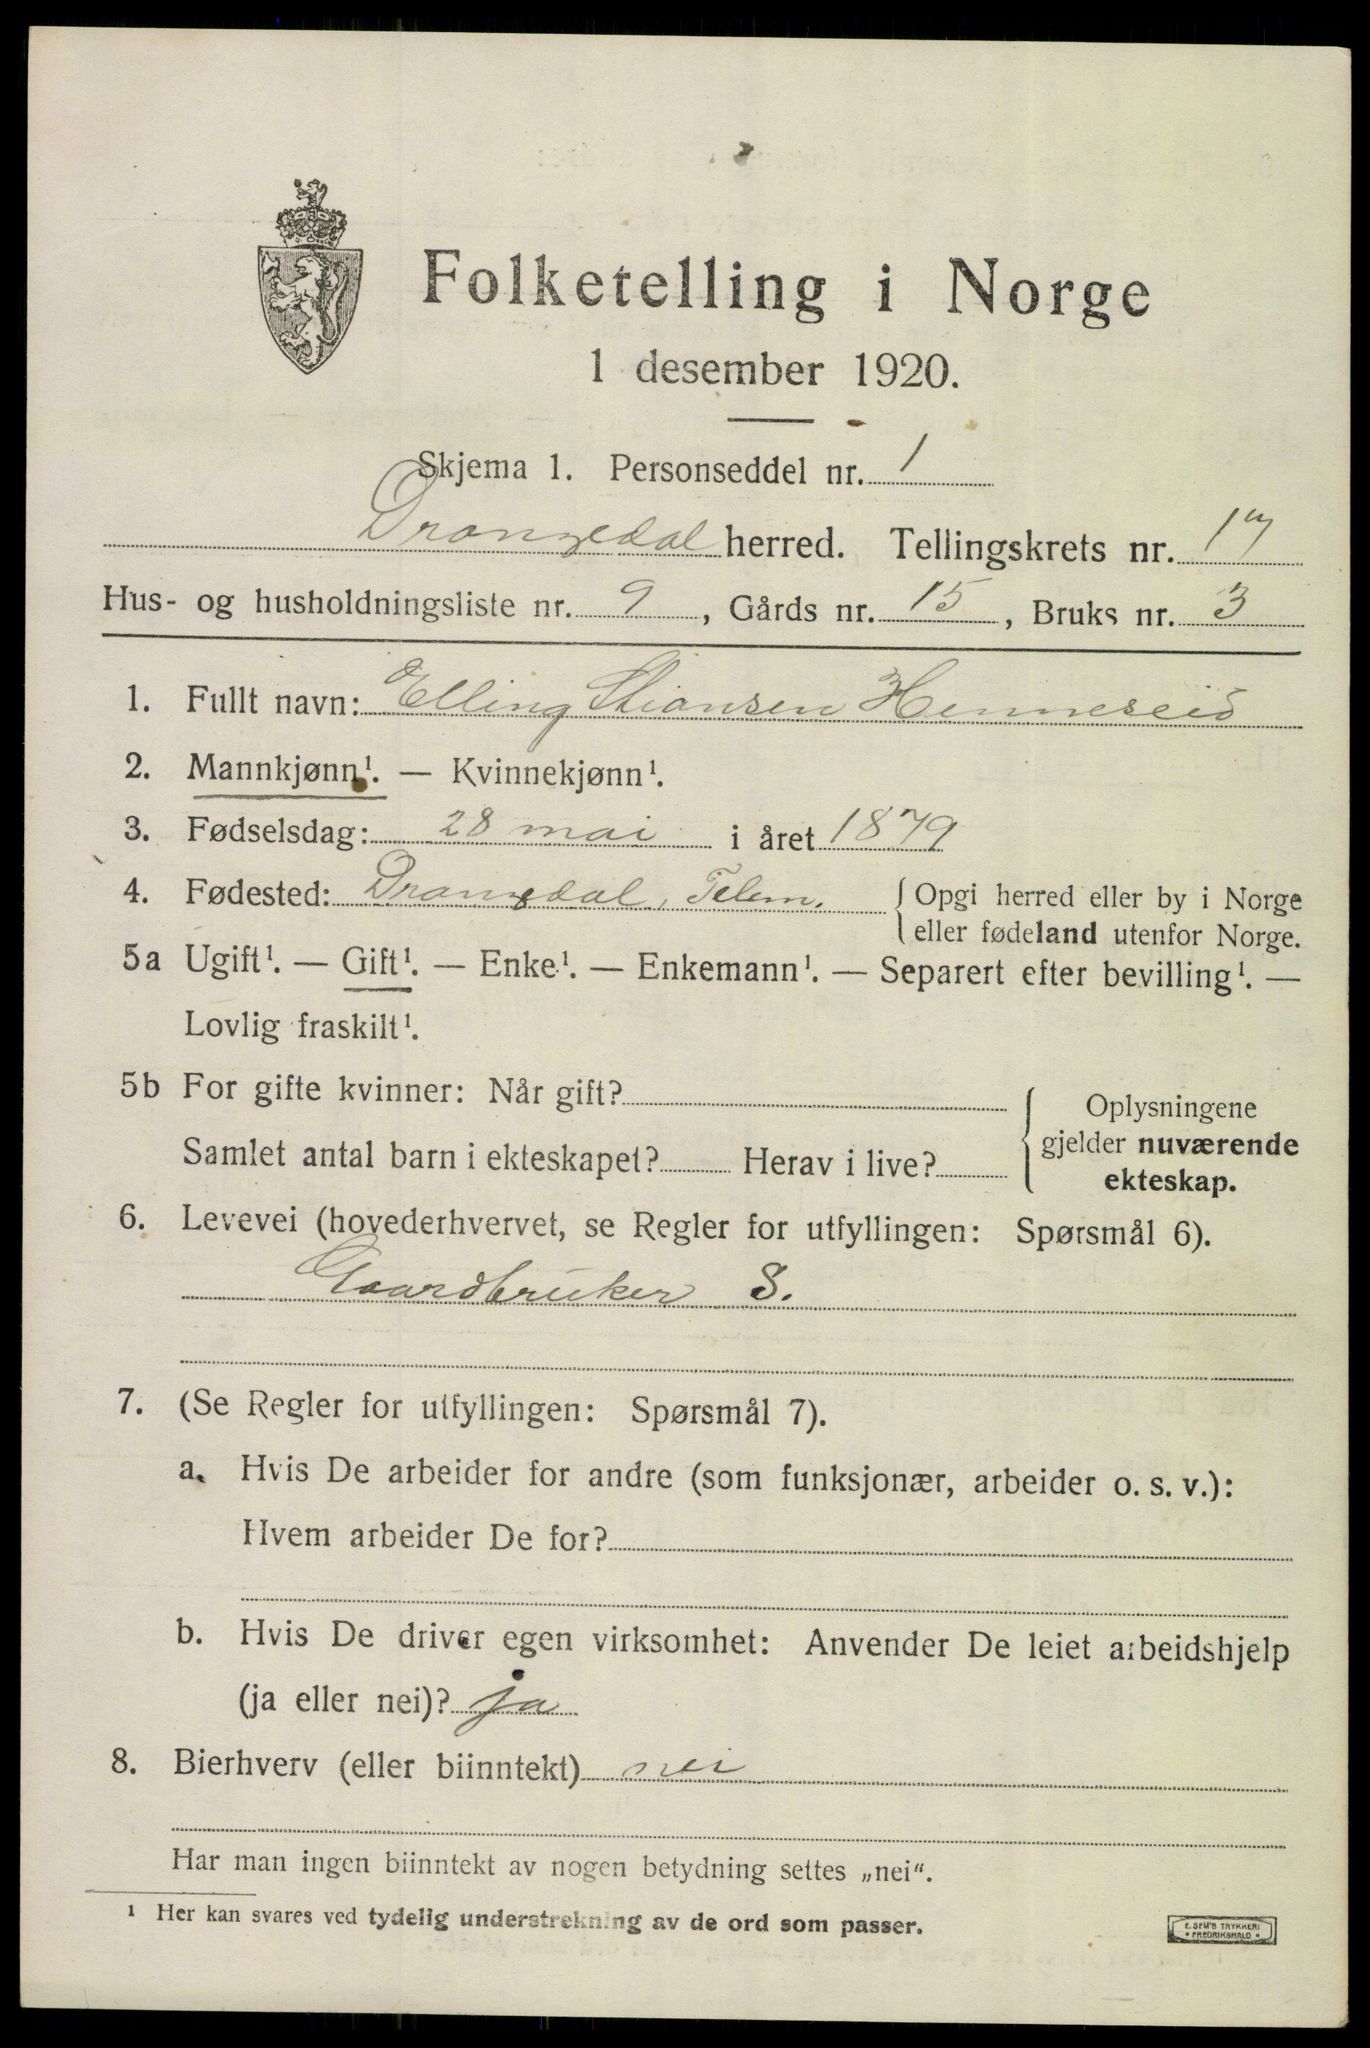 Folketelling i Norge
1 desember 1920.
Skjema 1. Personseddel nr. 1
Drangedal herred. Tellingskrets nr. 17
Hus- og husholdningsliste nr. 9, Gårds nr. 15, Bruks nr. 3
1. Fullt navn: Elling Stiansen Henneseid
2. Mannkjønn¹. — Kvinnekjønn¹.
3. Fødselsdag: 28 mai i året 1879
4. Fødested: Drangedal, Telem. { Opgi herred eller by i Norge
eller fødeland utenfor Norge.
5a Ugift¹. — Gift¹. — Enke¹. — Enkemann¹. — Separert efter bevilling¹. —
Lovlig fraskilt¹.
5b For gifte kvinner: Når gift?
Samlet antal barn i ekteskapet? Herav i live?
{ Oplysningene
gjelder nuværende
ekteskap.
6. Levevei (hovederhvervet, se Regler for utfyllingen: Spørsmål 6).
Gaardbruker S.
7. (Se Regler for utfyllingen: Spørsmål 7).
a. Hvis De arbeider for andre (som funksjonær, arbeider o. s. v.):
Hvem arbeider De for?
b. Hvis De driver egen virksomhet: Anvender De leiet arbeidshjelp
(ja eller nei)? ja
8. Bierhverv (eller biinntekt) nei
Har man ingen biinntekt av nogen betydning settes „nei“.
¹ Her kan svares ved tydelig understrekning av de ord som passer.
E. SEM'S TRYKKERI
• FREDRIKSHALD •